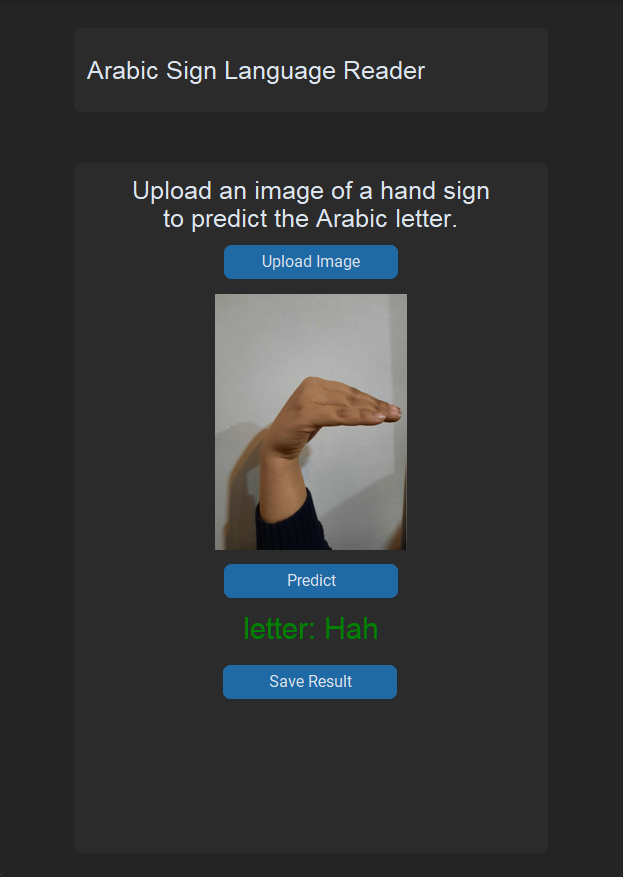 Arabic Sign Language Reader
Upload an image of a hand sign
to predict the Arabic letter.
Upload Image
Predict
letter: Hah
Save Result